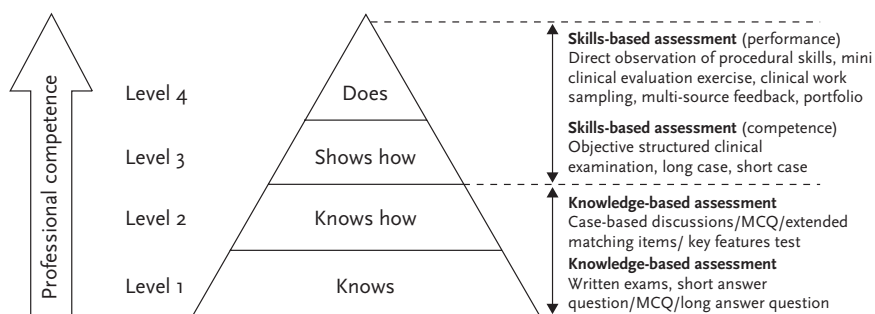 Professional competence
Level 4
Does
Level 3
Shows how
Level 2
Knows how
Level 1
Knows
Skills-based assessment (performance)
Direct observation of procedural skills, mini
clinical evaluation exercise, clinical work
sampling, multi-source feedback, portfolio
Skills-based assessment (competence)
Objective structured clinical
examination, long case, short case
Knowledge-based assessment
Case-based discussions/MCQ/extended
matching items/ key features test
Knowledge-based assessment
Written exams, short answer
question/MCQ/long answer question